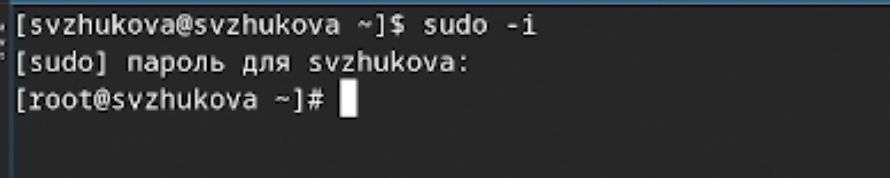 [svzhukova@svzhukova ~]$ sudo -i
[sudo] пароль для svzhukova:
[root@svzhukova ~]#